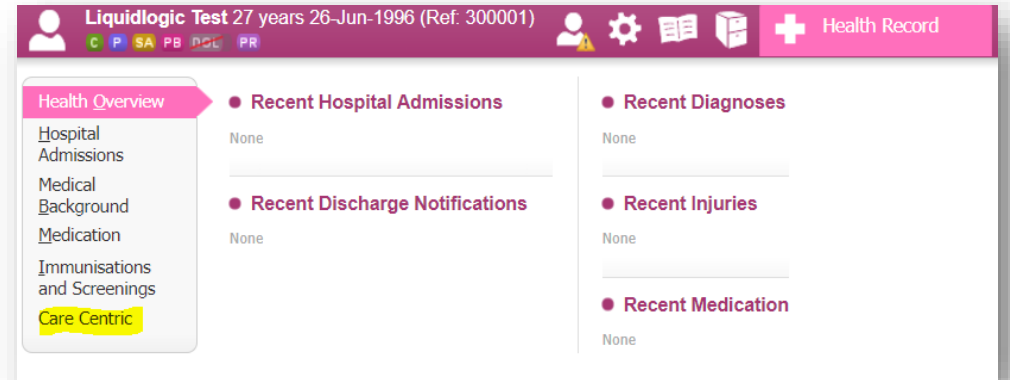 Liquidlogic Test 27 years 26-Jun-1996 (Ref: 300001)
C P SA PB DOL PR
Health Record
Health Overview
Hospital
Admissions
Medical
Background
Medication
Immunisations
and Screenings
Care Centric
Recent Hospital Admissions
None
Recent Discharge Notifications
None
Recent Diagnoses
None
Recent Injuries
None
Recent Medication
None